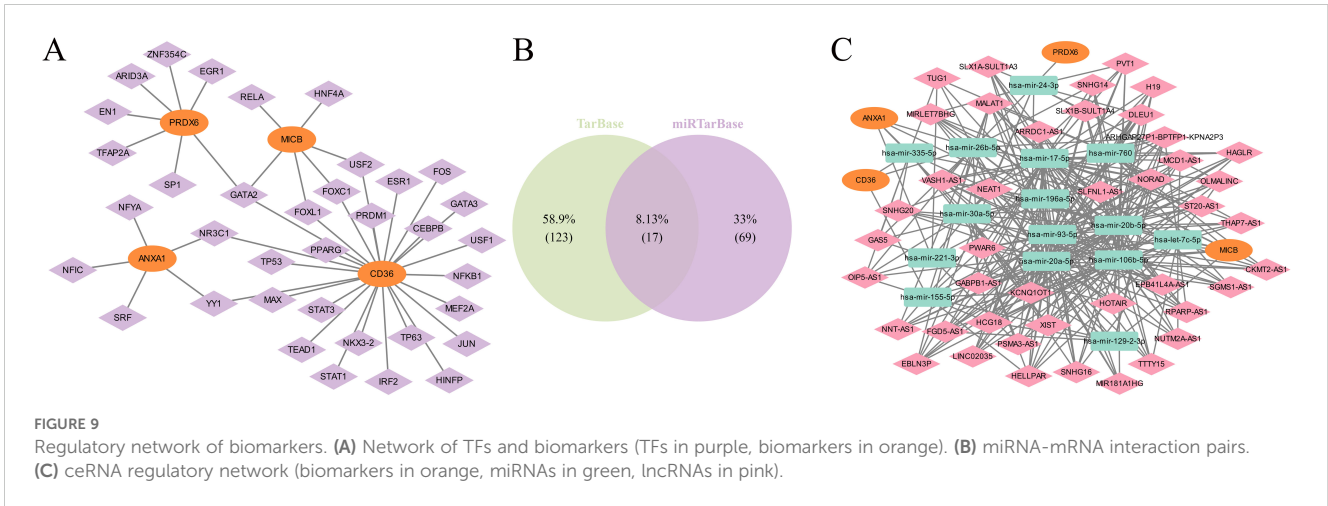 A
B
C
ZNF354C
ARID3A
EGR1
EN1
PRDX6
TFAP2A
SP1
RELA
HNF4A
MICB
GATA2
USF2
FOXC1
FOXL1
PRDM1
ESR1
FOS
GATA3
CEBPB
USF1
NFYA
NR3C1
PPARG
TP53
ANXA1
NFIC
SRF
YY1
MAX
CD36
NFKB1
MEF2A
STAT3
TEAD1
NKX3-2
TP63
JUN
STAT1
IRF2
HINFP
TarBase
miRTarBase
58.9%
(123)
8.13%
(17)
33%
(69)
PRDX6
SLX1A-SULT1A3
PVT1
TUG1
hsa-mir-24-3p
SNHG14
H19
MALAT1
MIRLET7BHG
SLX1B-SULT1A4
DLEU1
ANXA1
ARRDC1-AS1
ARHGAP27P1-BPTFP1-KPNA2P3
hsa-mir-335-5p
hsa-mir-26b-5p
hsa-mir-17-5p
hsa-mir-760
LMCD1-AS1
HAGLR
CD36
VASH1-AS1
NEAT1
SLFNL1-AS1
NORAD
OLMALINC
hsa-mir-196a-5p
SNHG20
hsa-mir-30a-5p
ST20-AS1
hsa-mir-20b-5p
THAP7-AS1
GAS5
hsa-mir-93-5p
hsa-let-7c-5p
PWAR6
MICB
hsa-mir-221-3p
hsa-mir-20a-5p
hsa-mir-106b-5p
CKMT2-AS1
OIP5-AS1
GABPB1-AS1
EPB41L4A-AS1
SGMS1-AS1
hsa-mir-155-5p
KCNQ1OT1
HOTAIR
RPARP-AS1
NNT-AS1
FGD5-AS1
HCG18
XIST
NUTM2A-AS1
PSMA3-AS1
hsa-mir-129-2-3p
EBLN3P
LINC02035
HELLPAR
SNHG16
TTTY15
MIR181A1HG
FIGURE 9
Regulatory network of biomarkers. (A) Network of TFs and biomarkers (TFs in purple, biomarkers in orange). (B) miRNA-mRNA interaction pairs.
(C) ceRNA regulatory network (biomarkers in orange, miRNAs in green, lncRNAs in pink).